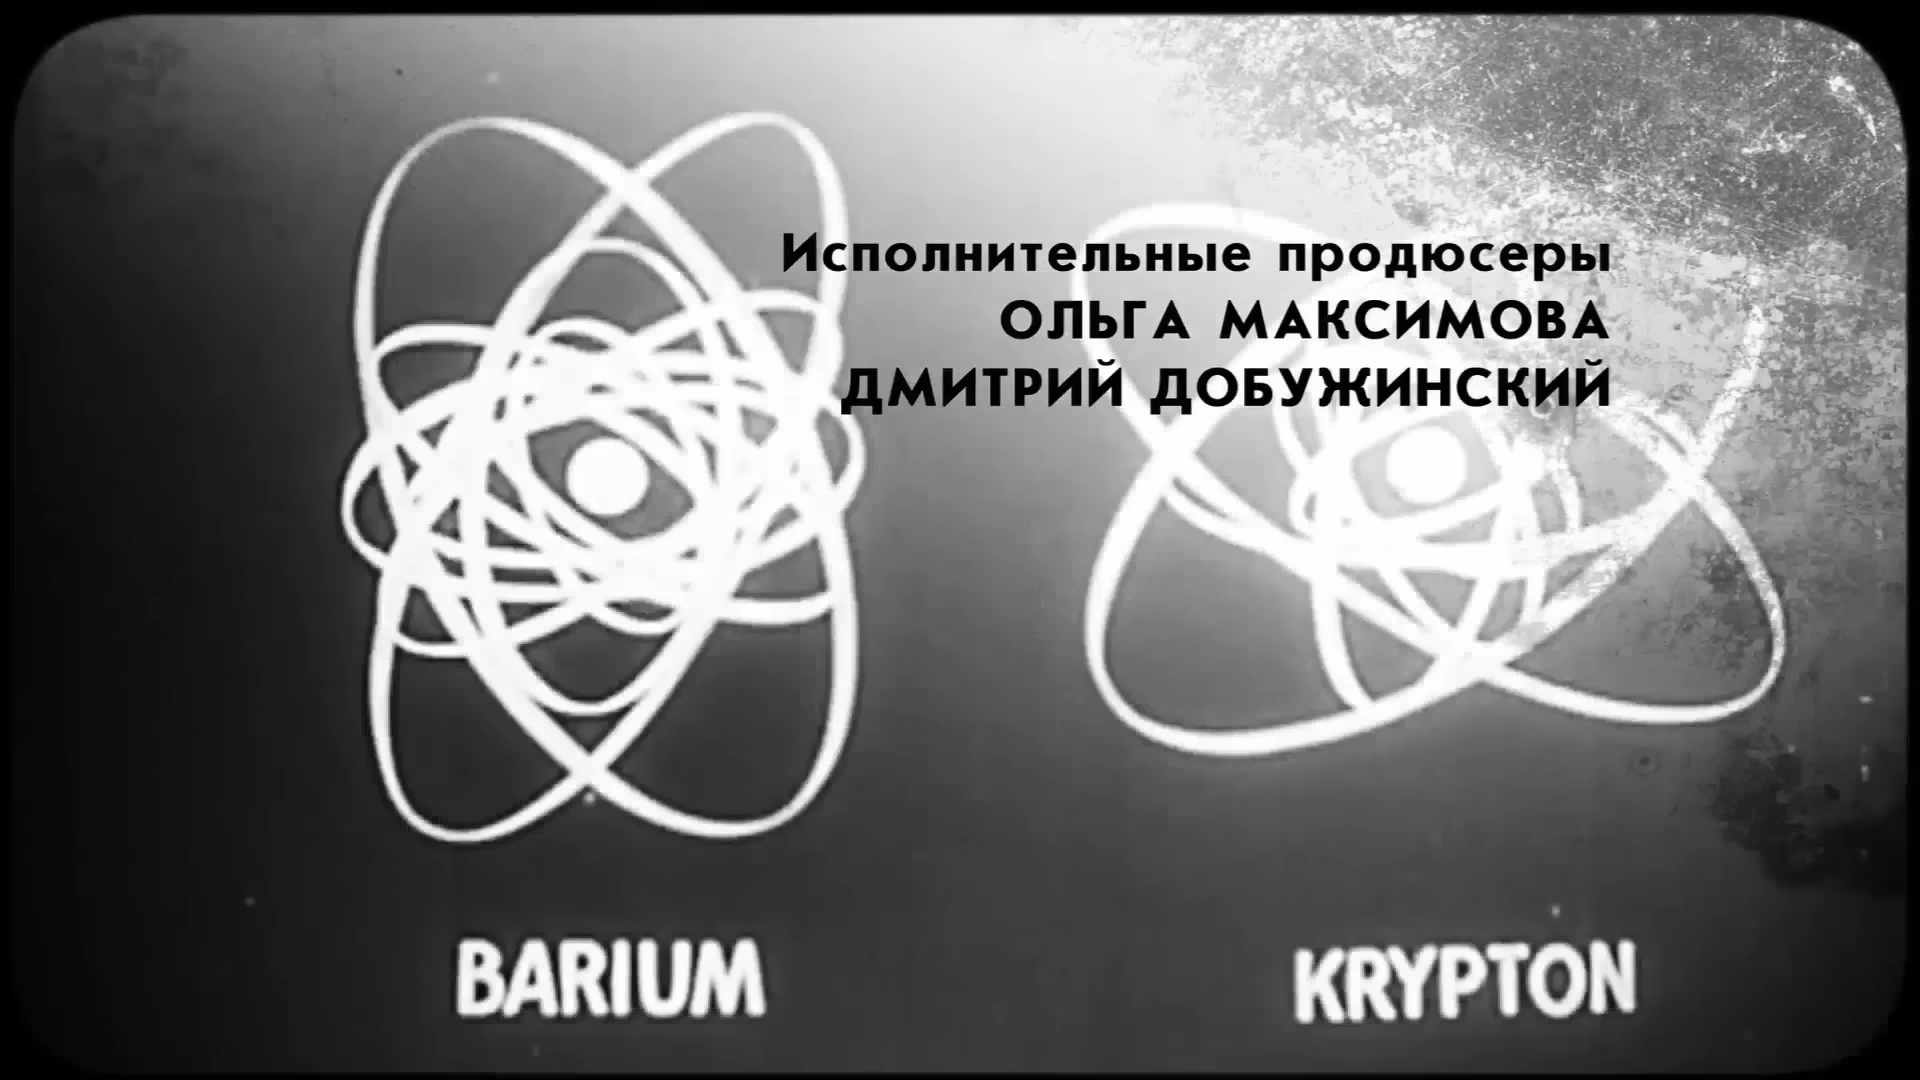 Исполнительные продюсеры
ОЛЬГА МАКСИМОВА
ДМИТРИЙ ДОБУЖИНСКИЙ
BARIUM
KRYPTON